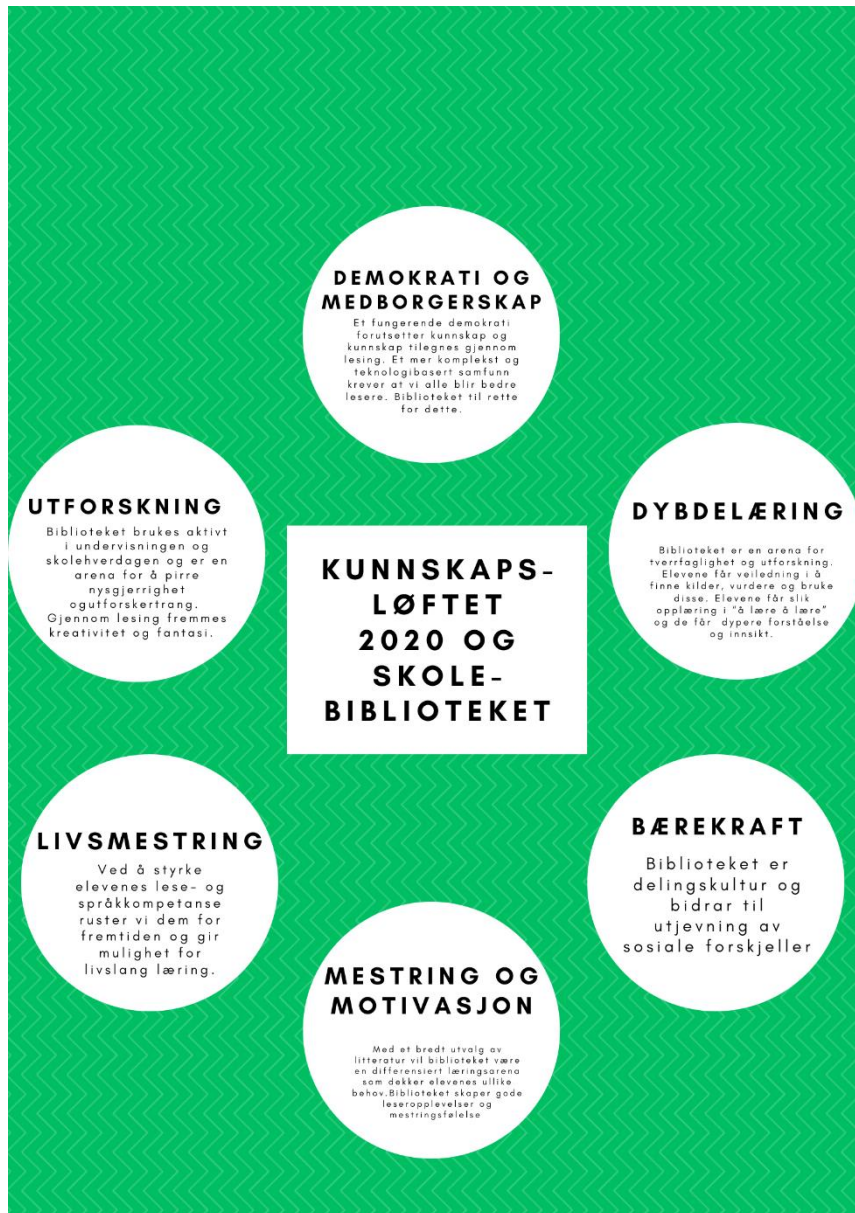 DEMOKRATI OG
MEDBORGERSKAP
Et fungerende demokrati
forutsetter kunnskap og
kunnskap tilegnes gjennom
lesing. Et mer komplekst og
teknologibasert samfunn
krever at vi alle blir bedre
lesere. Biblioteket til rette
for dette.
UTFORSKNING
Biblioteket brukes aktivt
i undervisningen og
skolehverdagen og er en
arena for å pirre
nysgjerrighet
ogutforskertrang.
Gjennom lesing fremmes
kreativitet og fantasi.
KUNNSKAPS-
LØFTET
2020 OG
SKOLE-
BIBLIOTEKET
DYBDELÆRING
Biblioteket er en arena for
tverrfaglighet og utforskning.
Elevene får veiledning i å
finne kilder, vurdere og bruke
disse. Elevene får slik
opplæring i "å lære å lære"
og de får dypere forståelse
og innsikt.
LIVSMESTRING
Ved å styrke
elevenes lese- og
språkkompetanse
ruster vi dem for
fremtiden og gir
mulighet for
livslang læring.
BÆREKRAFT
Biblioteket er
delingskultur og
bidrar til
utjevning av
sosiale forskjeller
MESTRING OG
MOTIVASJON
Med et bredt utvalg av
litteratur vil biblioteket være
en differensiert læringsarena
som dekker elevenes ullike
behov.Biblioteket skaper gode
leseropplevelser og
mestringsfølelse